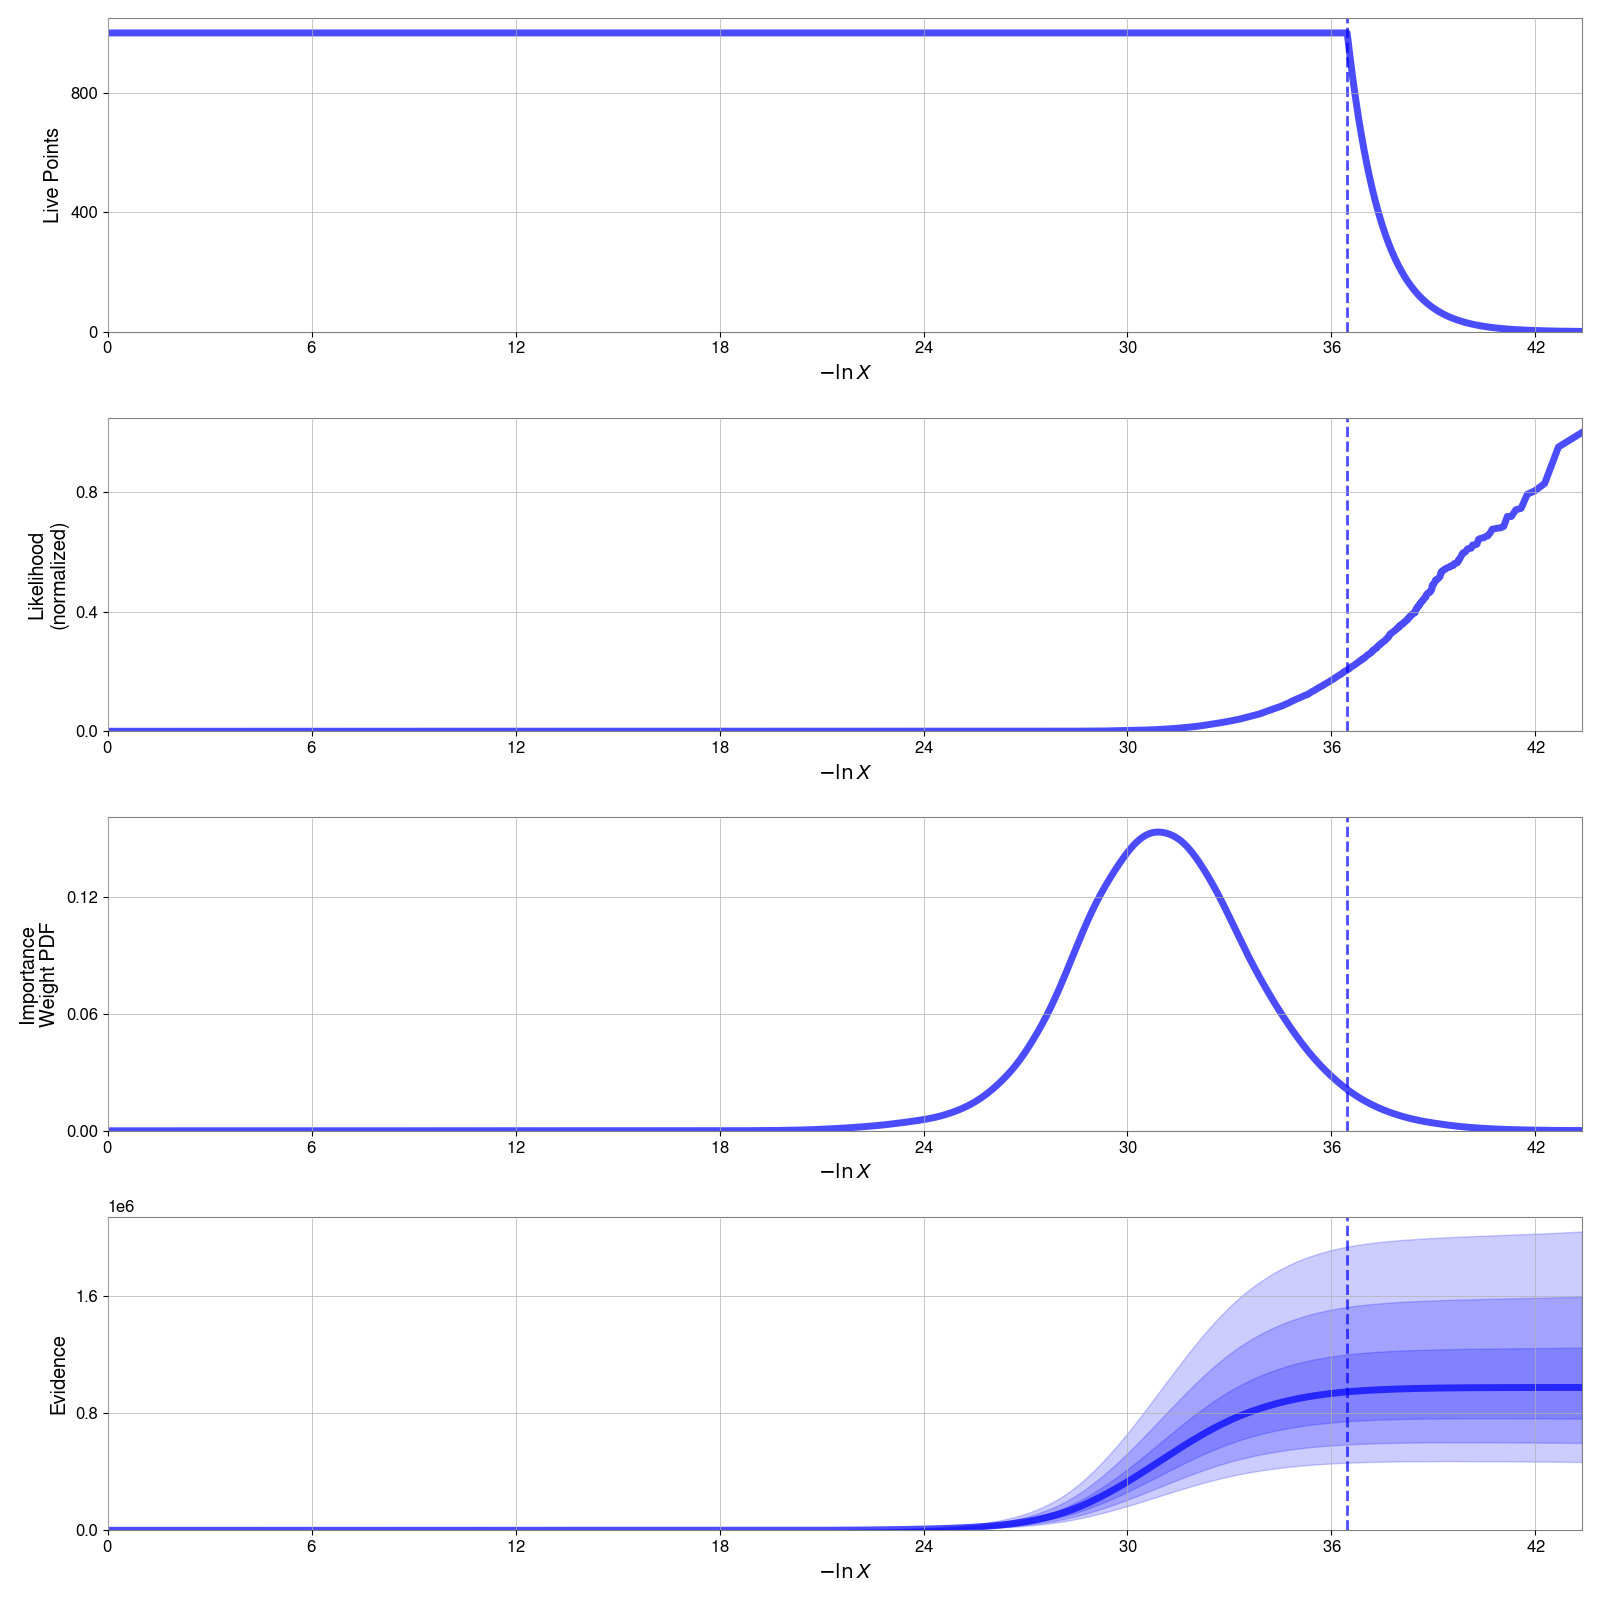 800
400
0
Live Points
0 6 12 18 24 30 36 42
−ln X
0.8
0.4
0.0
Likelihood
(normalized)
0 6 12 18 24 30 36 42
−ln X
0.12
0.06
0.00
Importance
Weight PDF
0 6 12 18 24 30 36 42
−ln X
1e6
1.6
0.8
0.0
Evidence
0 6 12 18 24 30 36 42
−ln X